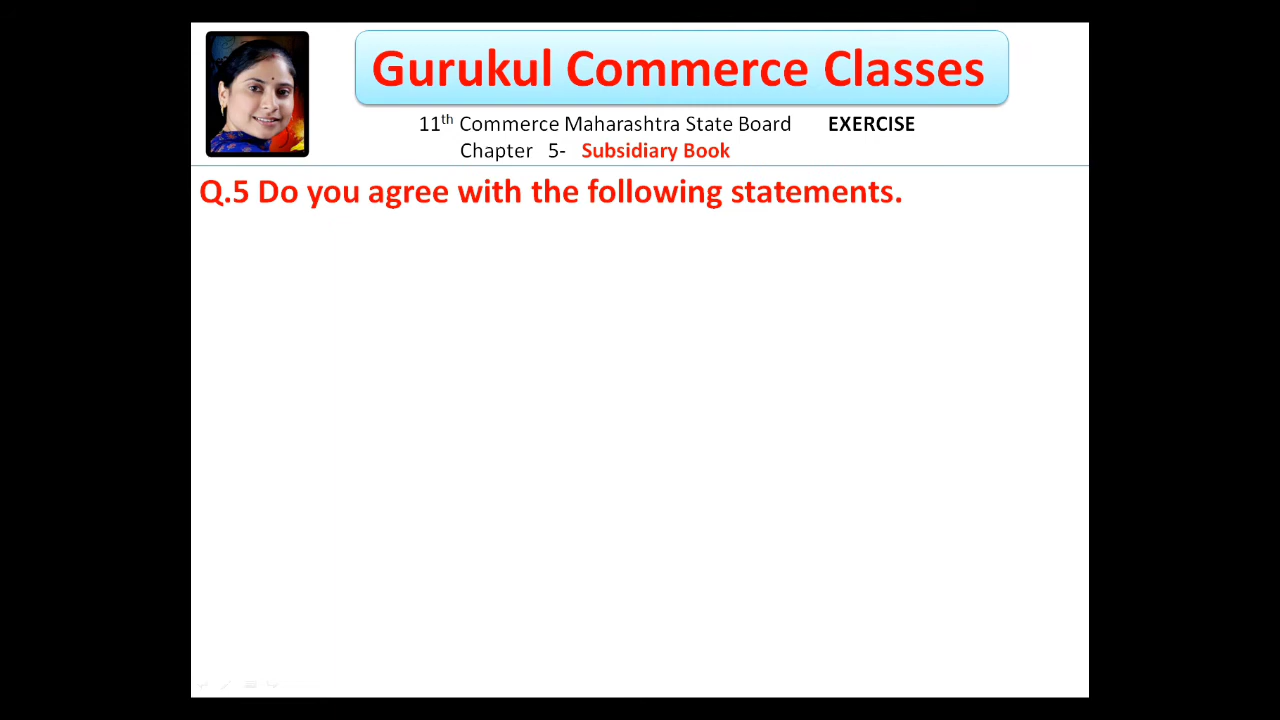 Gurukul Commerce Classes
11th Commerce Maharashtra State Board EXERCISE
Chapter 5- Subsidiary Book
Q.5 Do you agree with the following statements.